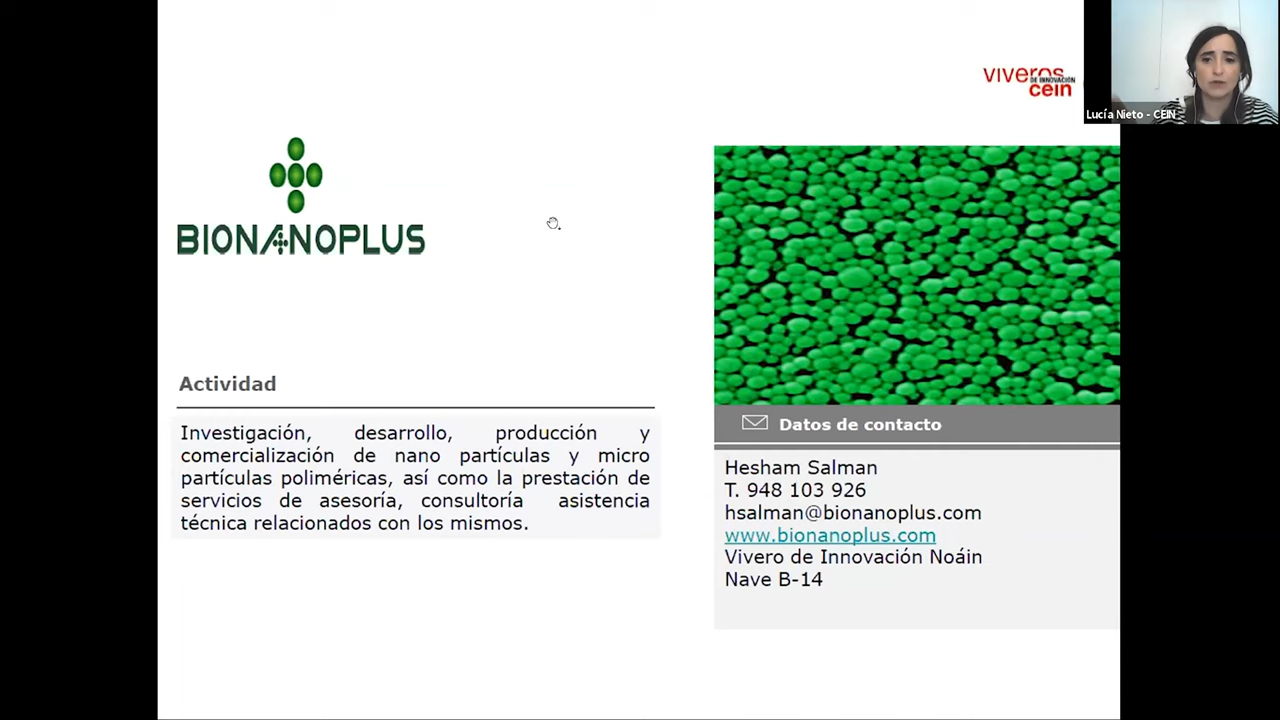 viveros
DE INNOVACIÓN
cein
Lucía Nieto - CEIN
BIONANOPLUS
Actividad
Investigación, desarrollo, producción y
comercialización de nano partículas y micro
partículas poliméricas, así como la prestación de
servicios de asesoría, consultoría asistencia
técnica relacionados con los mismos.
Datos de contacto
Hesham Salman
T. 948 103 926
hsalman@bionanoplus.com
www.bionanoplus.com
Vivero de Innovación Noáin
Nave B-14